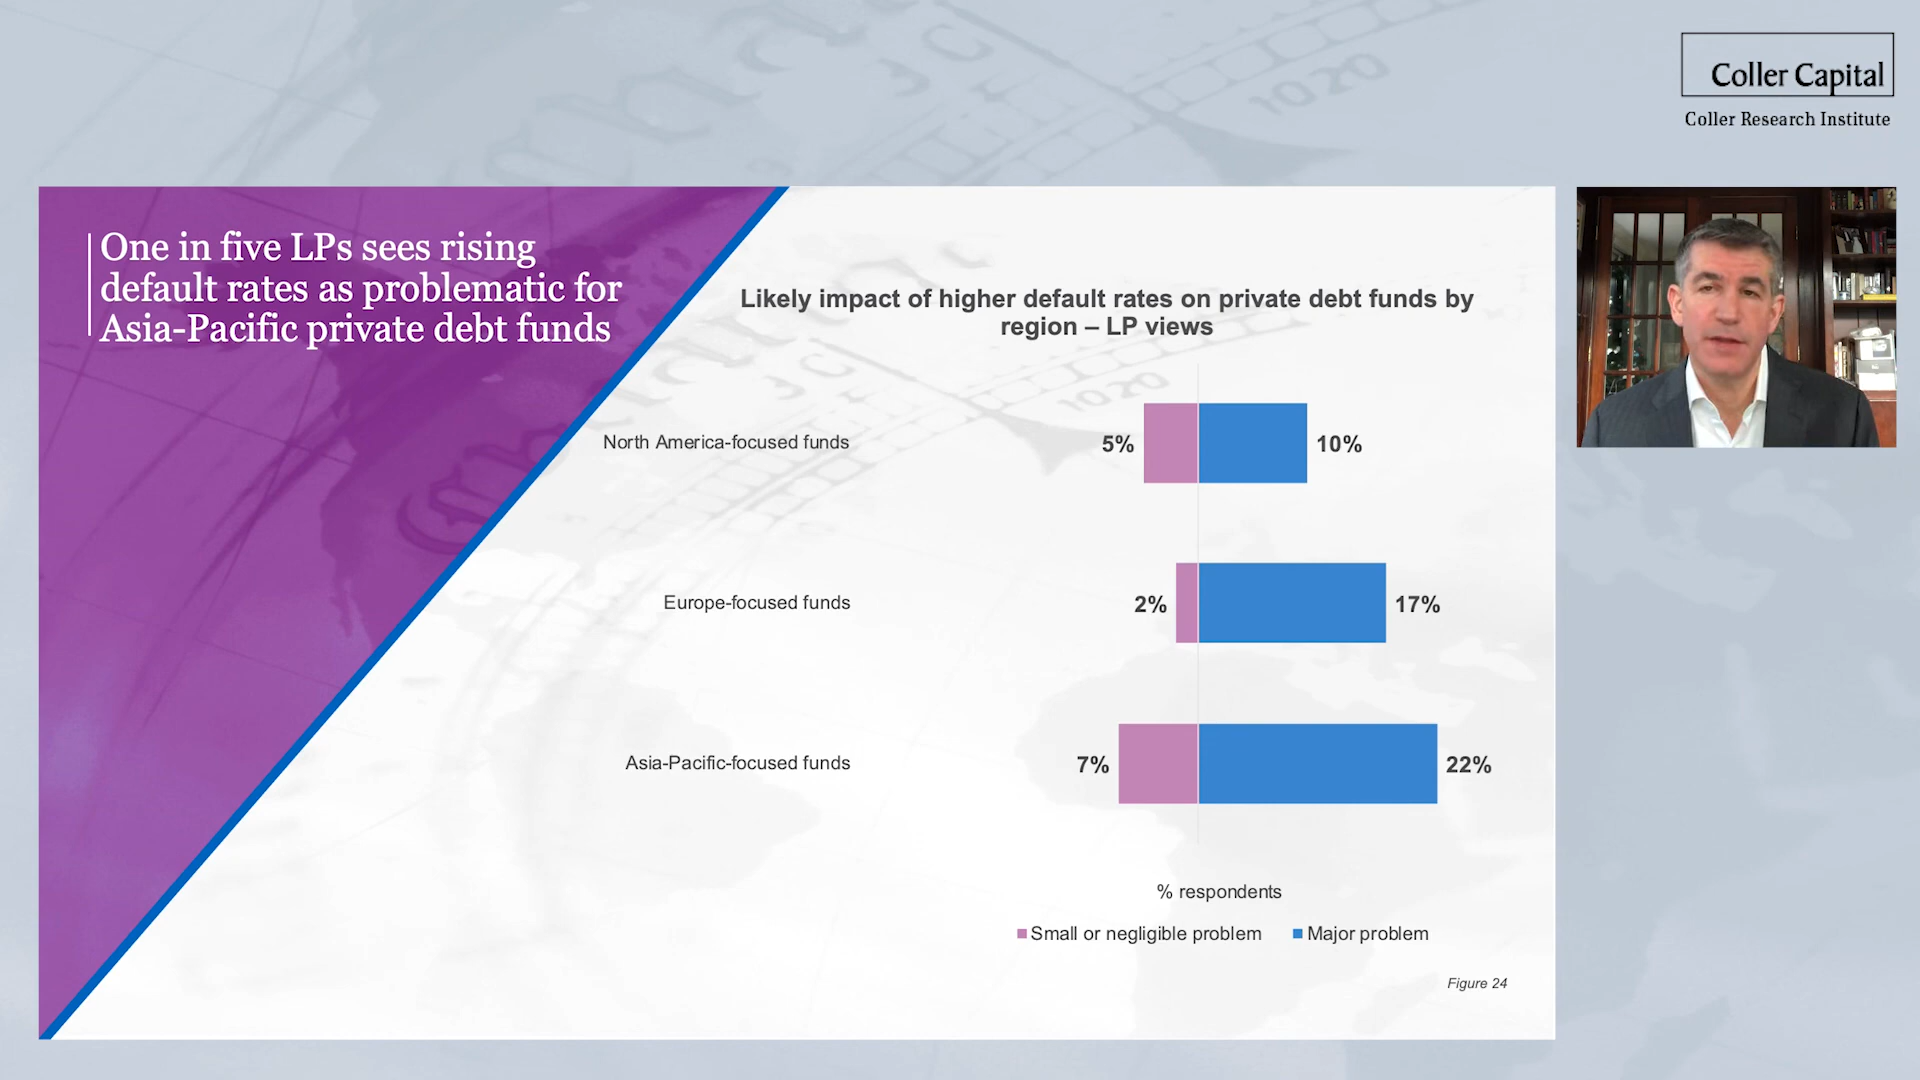 Coller Capital
Coller Research Institute
One in five LPs sees rising
default rates as problematic for
Asia-Pacific private debt funds
Likely impact of higher default rates on private debt funds by
region – LP views
North America-focused funds
5%
10%
Europe-focused funds
2%
17%
Asia-Pacific-focused funds
7%
22%
% respondents
Small or negligible problem
Major problem
Figure 24
1020
1020